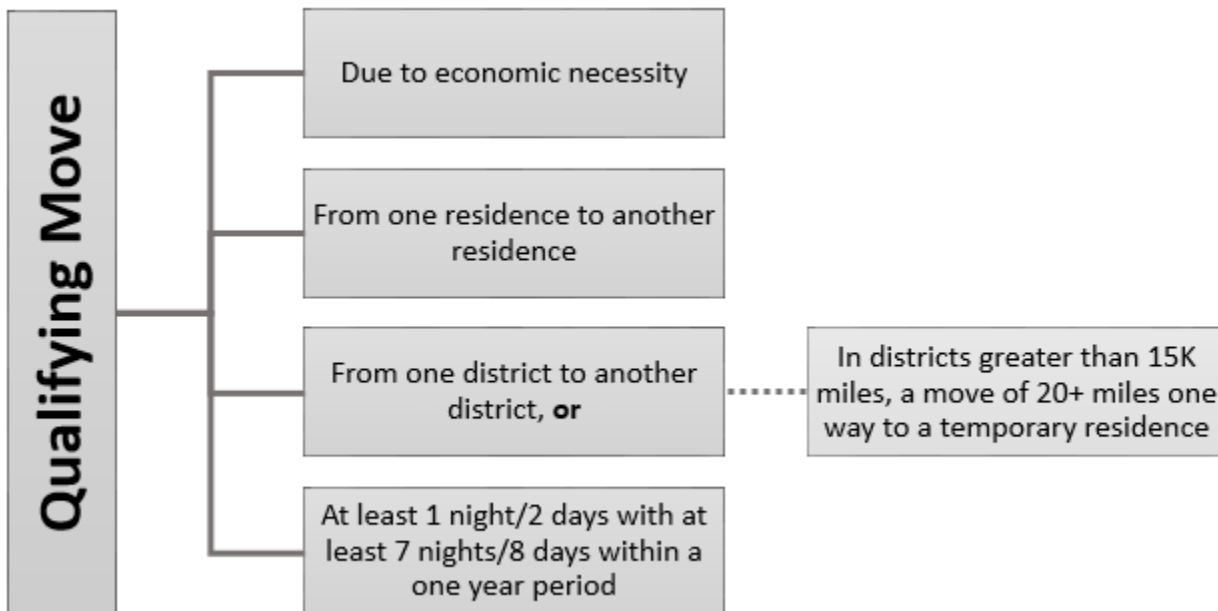 Qualifying Move
Due to economic necessity
From one residence to another
residence
From one district to another
district, or
In districts greater than 15K
miles, a move of 20+ miles one
way to a temporary residence
At least 1 night/2 days with at
least 7 nights/8 days within a
one year period